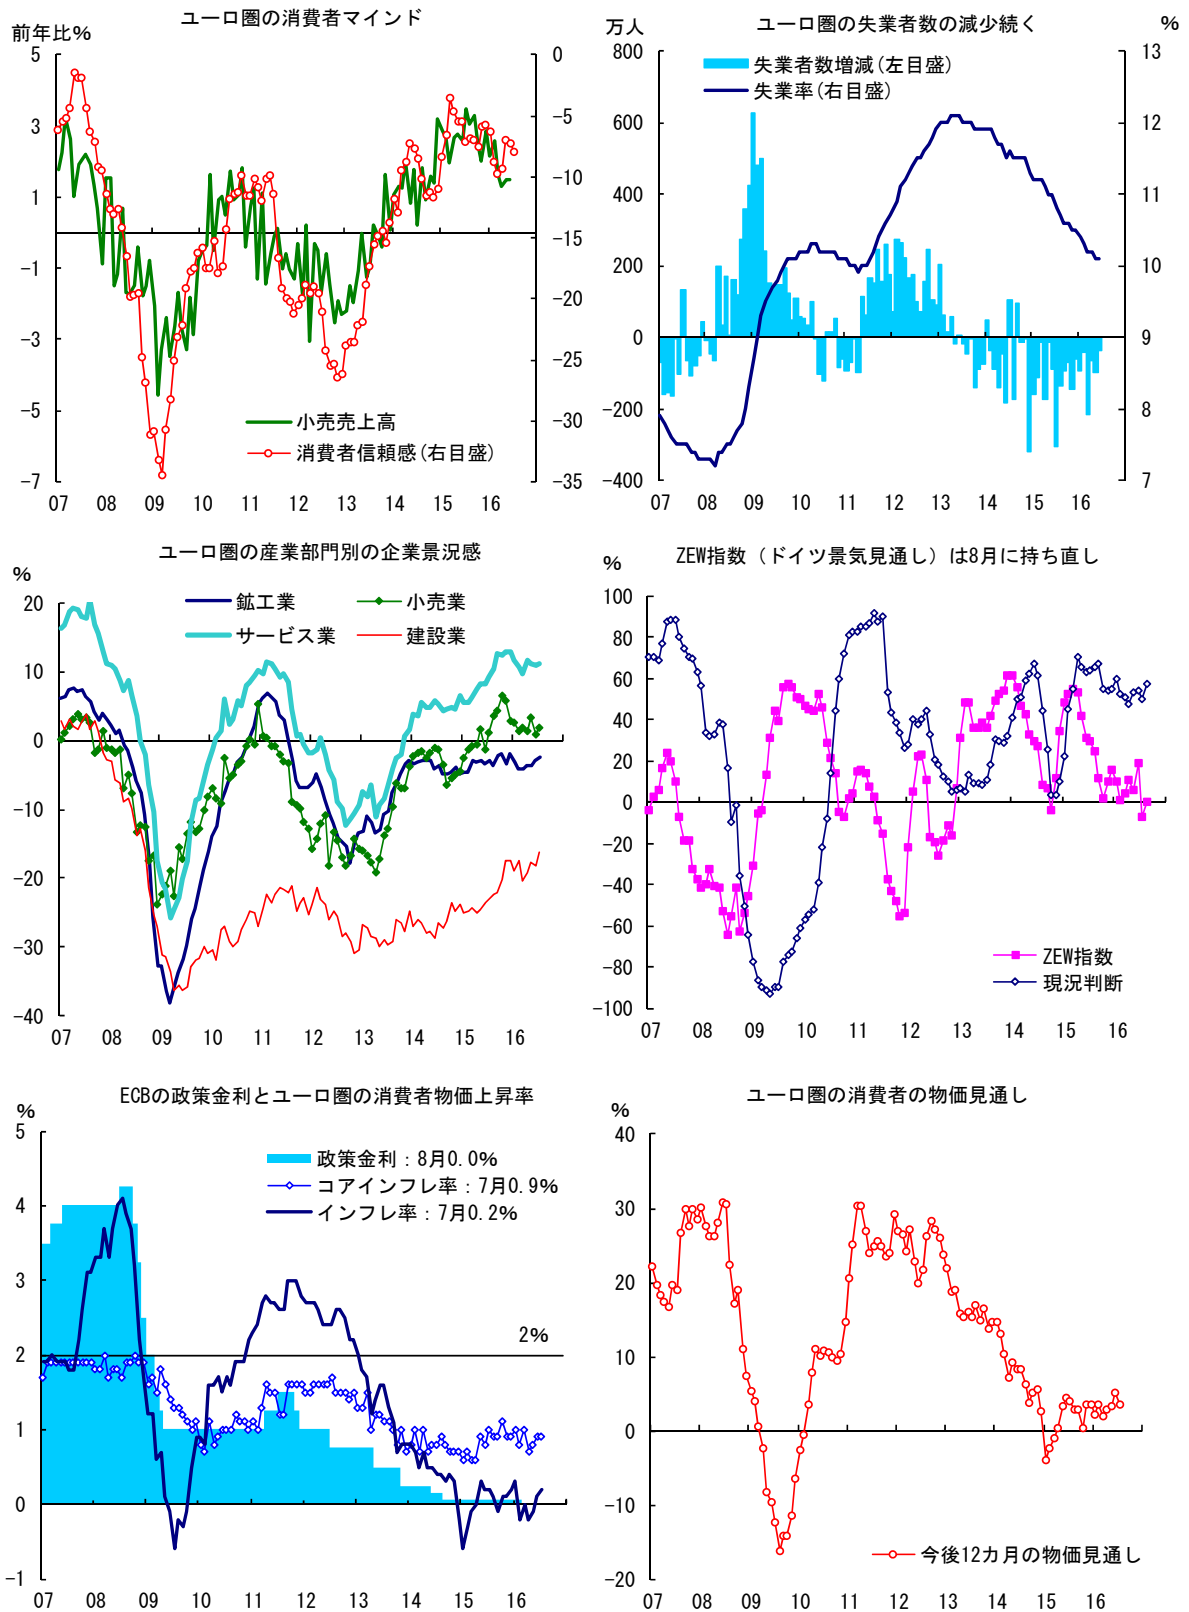 ユーロ圏の消費者マインド
前年比%
5
3
1
-1
-3
-5
-7
0
-5
-10
-15
-20
-25
-30
-35
小売売上高
消費者信頼感(右目盛)
07 08 09 10 11 12 13 14 15 16
ユーロ圏の失業者数の減少続く
万人
%
800
600
400
200
0
-200
-400
13
12
11
10
9
8
7
失業者数増減(左目盛)
失業率(右目盛)
07 08 09 10 11 12 13 14 15 16
ユーロ圏の産業部門別の企業景況感
%
20
10
0
-10
-20
-30
-40
鉱工業
小売業
サービス業
建設業
07 08 09 10 11 12 13 14 15 16
ZEW指数（ドイツ景気見通し）は8月に持ち直し
%
100
80
60
40
20
0
-20
-40
-60
-80
-100
ZEW指数
現況判断
07 08 09 10 11 12 13 14 15 16
ECBの政策金利とユーロ圏の消費者物価上昇率
%
5
4
3
2
1
0
-1
政策金利：8月0.0%
コアインフレ率：7月0.9%
インフレ率：7月0.2%
2%
07 08 09 10 11 12 13 14 15 16
ユーロ圏の消費者の物価見通し
%
40
30
20
10
0
-10
-20
今後12カ月の物価見通し
07 08 09 10 11 12 13 14 15 16